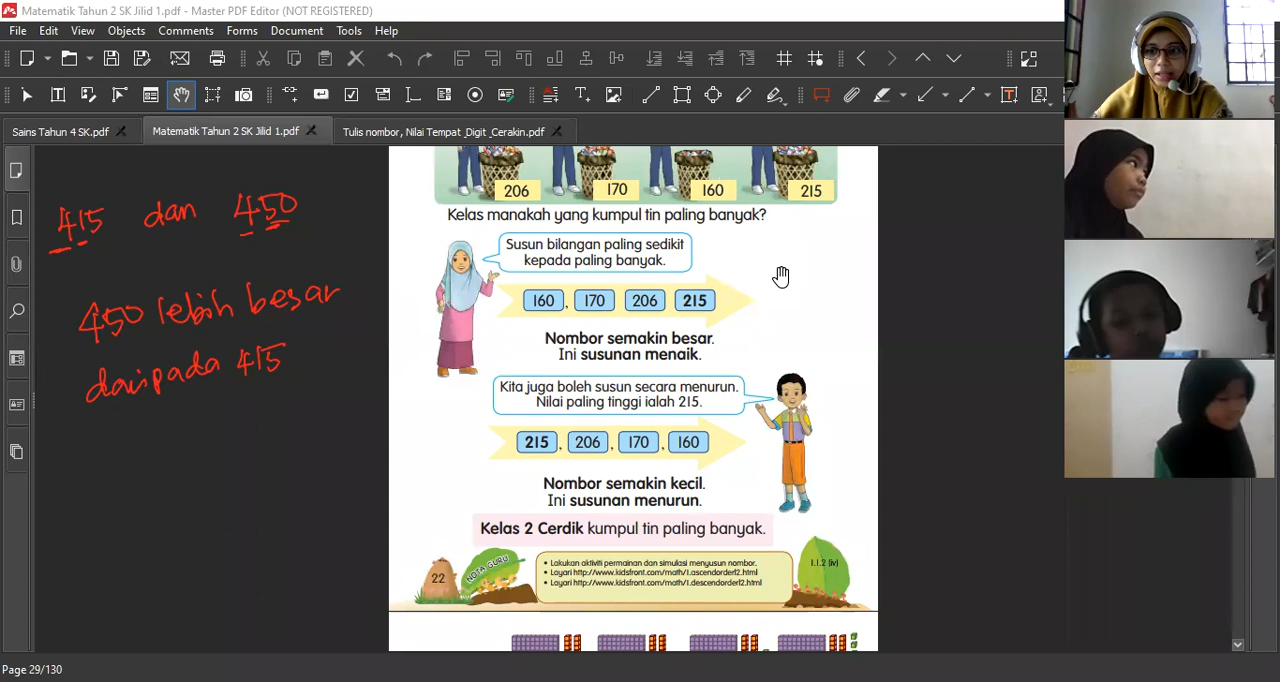 Matematik Tahun 2 SK Jilid 1.pdf - Master PDF Editor (NOT REGISTERED)
File Edit View Objects Comments Forms Document Tools Help
Sains Tahun 4 SK.pdf Matematik Tahun 2 SK Jilid 1.pdf Tulis nombor, Nilai Tempat _Digit _Cerakin.pdf
415 dan 450
450 lebih besar
daripada 415
206 170 160 215
Kelas manakah yang kumpul tin paling banyak?
Susun bilangan paling sedikit
kepada paling banyak.
160 , 170 206 215
Nombor semakin besar.
Ini susunan menaik.
Kita juga boleh susun secara menurun.
Nilai paling tinggi ialah 215.
215 , 206 , 170 , 160
Nombor semakin kecil.
Ini susunan menurun.
Kelas 2 Cerdik kumpul tin paling banyak.
22
NOTA GURU
• Lakukan aktiviti permainan dan simulasi menyusun nombor.
• Layari http://www.kidsfront.com/math/1.ascendorder12.html
• Layari http://www.kidsfront.com/math/1.descendorder12.html
1.1.2 (iv)
Page 29/130